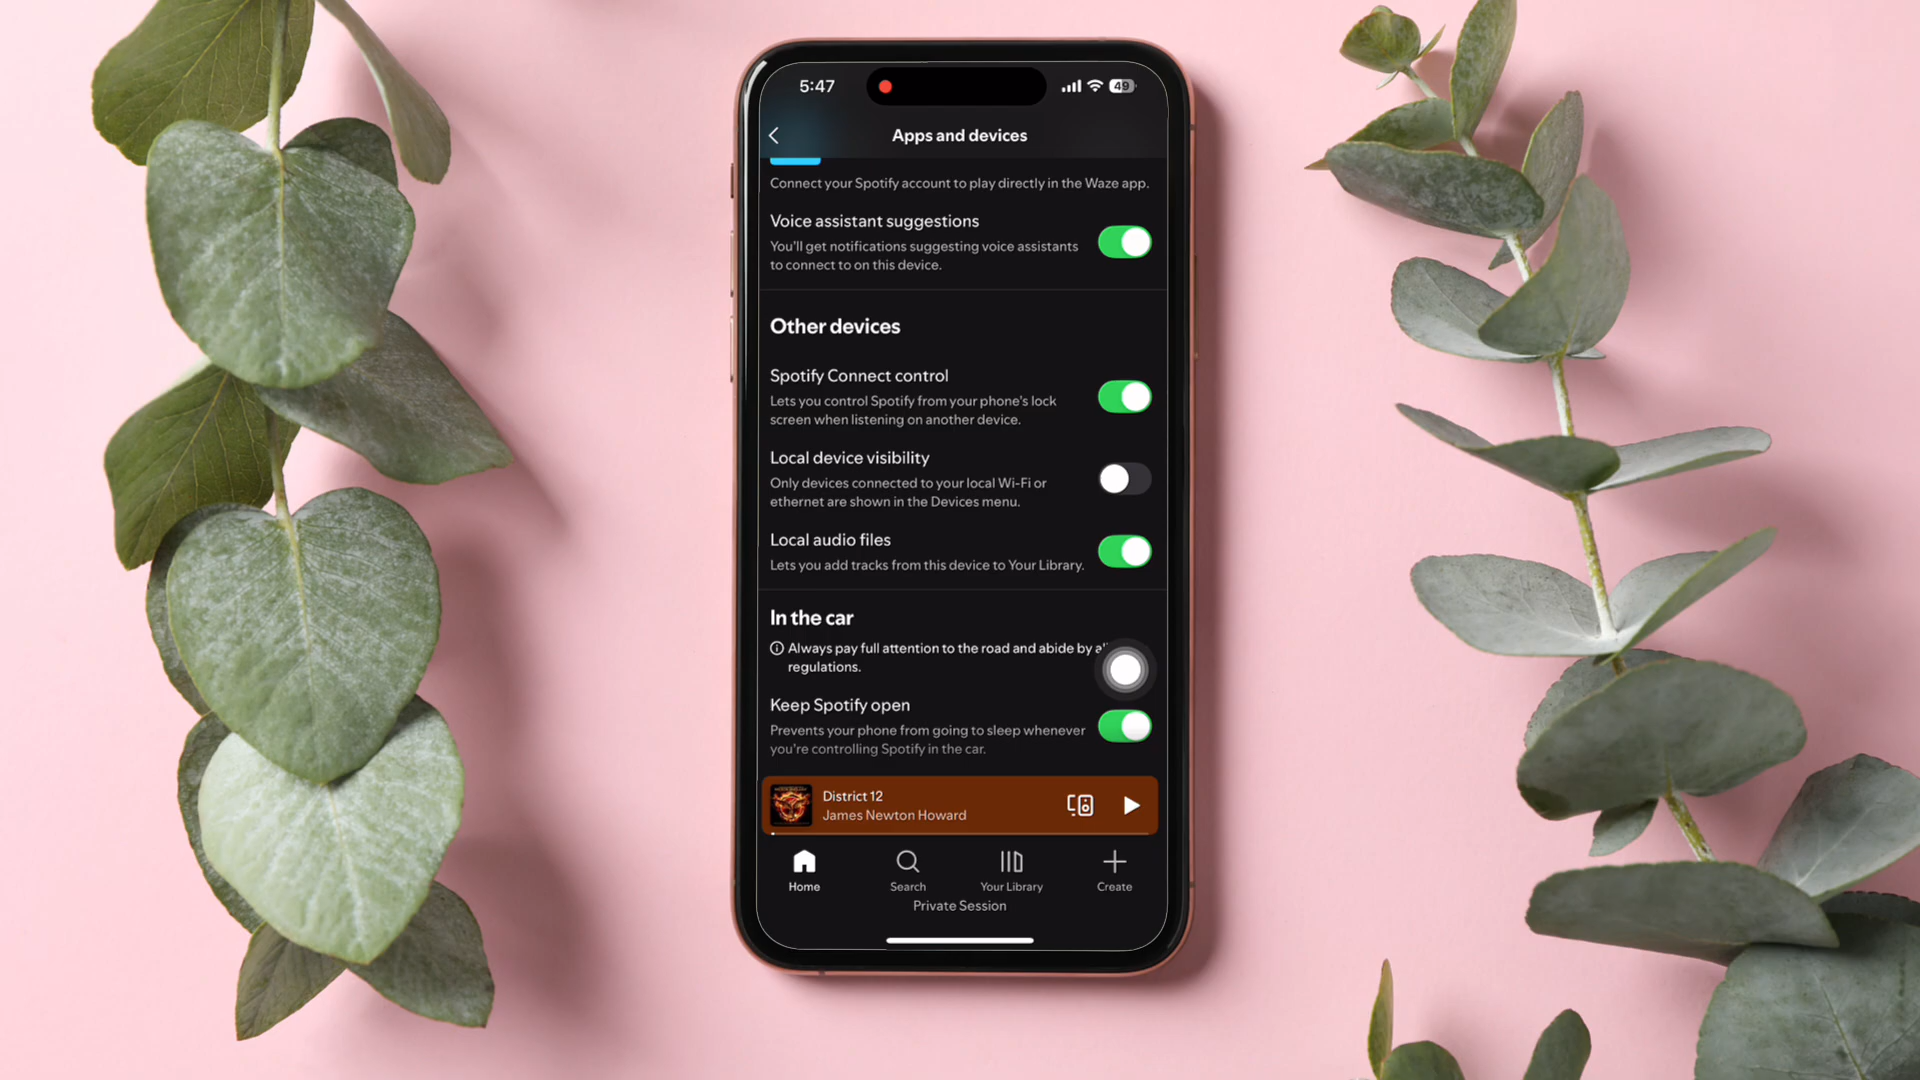 5:47
49
Apps and devices
Connect your Spotify account to play directly in the Waze app.
Voice assistant suggestions
You'll get notifications suggesting voice assistants
to connect to on this device.
Other devices
Spotify Connect control
Lets you control Spotify from your phone's lock
screen when listening on another device.
Local device visibility
Only devices connected to your local Wi-Fi or
ethernet are shown in the Devices menu.
Local audio files
Lets you add tracks from this device to Your Library.
In the car
Always pay full attention to the road and abide by
regulations.
Keep Spotify open
Prevents your phone from going to sleep whenever
you're controlling Spotify in the car.
District 12
James Newton Howard
Home
Search
Your Library
Create
Private Session